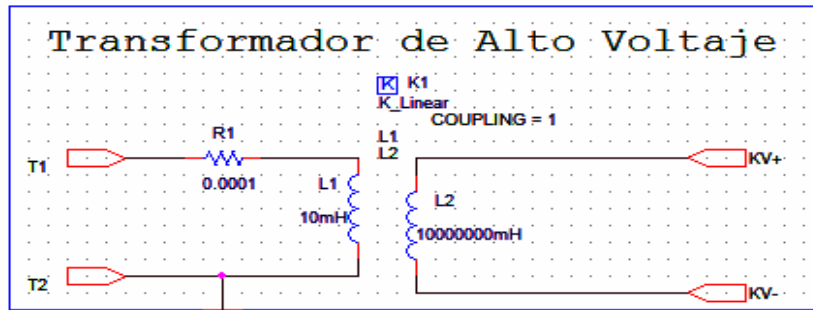 Transformador de Alto Voltaje
K K1
K_Linear
COUPLING = 1
R1
L1
L2
T1
KV+
0.0001
L1
L2
10mH
10000000mH
T2
KV-